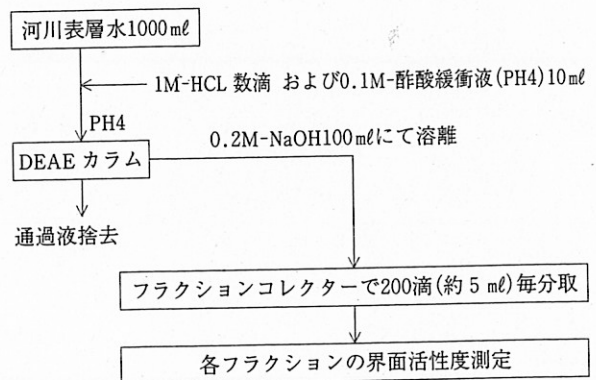 河川表層水1000㎖
1M-HCL 数滴 および0.1M-酢酸緩衝液(PH4)10㎖
PH4
0.2M-NaOH100㎖にて溶離
DEAE カラム
通過液捨去
フラクションコレクターで200滴(約 5 ㎖)毎分取
各フラクションの界面活性度測定